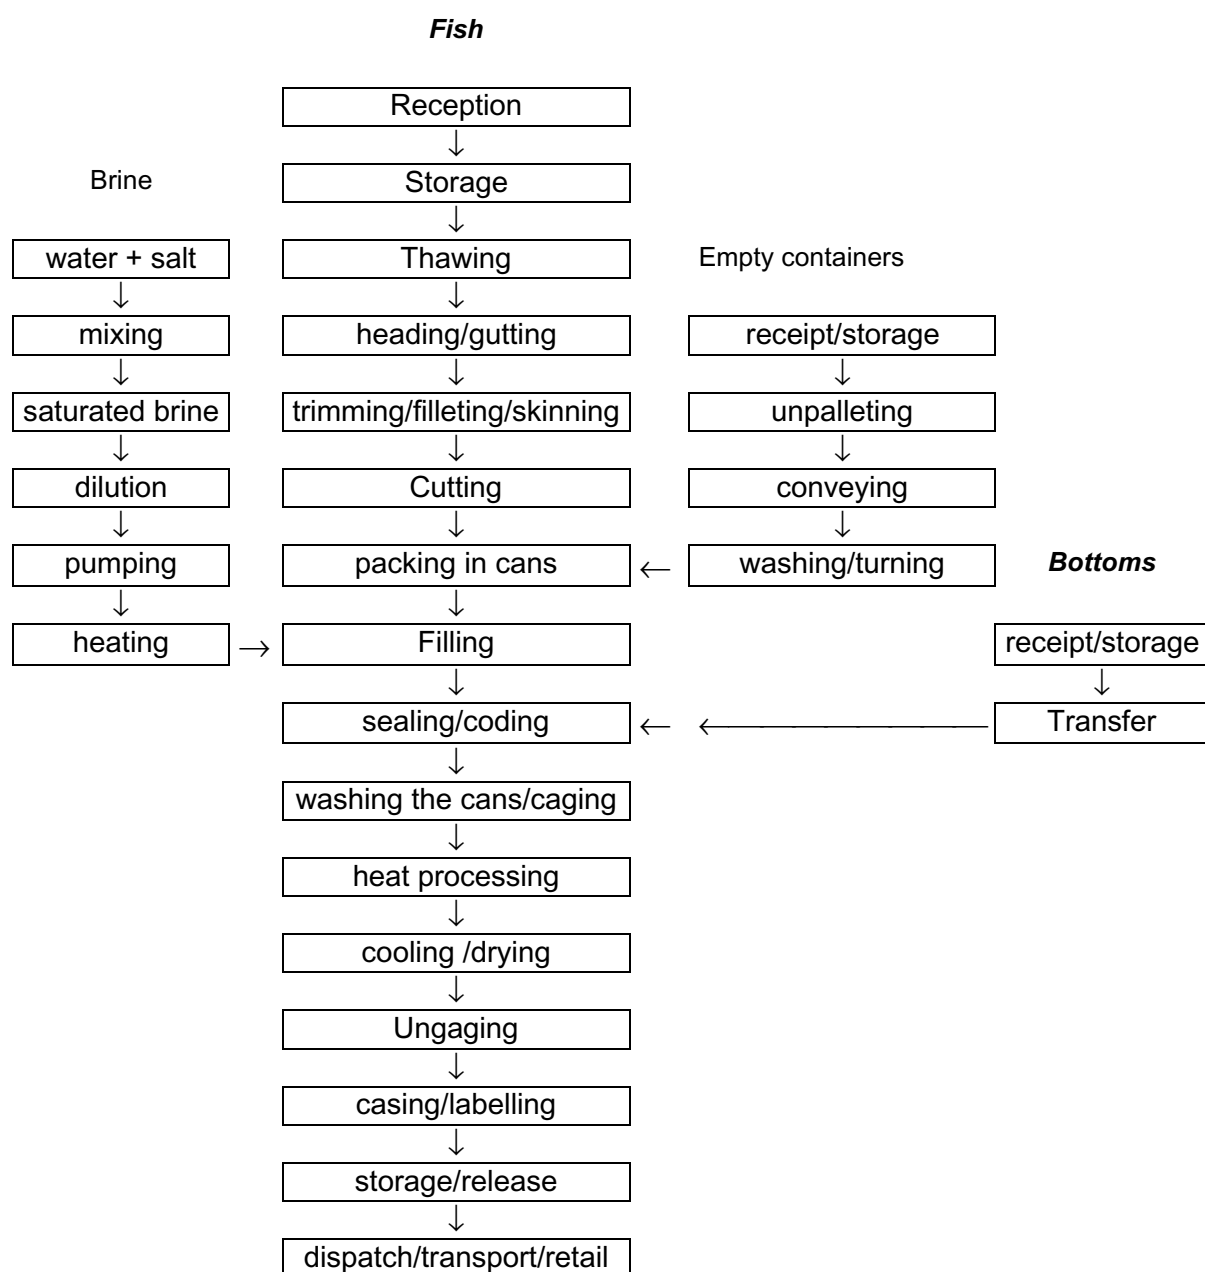 Fish
Reception
Brine
Storage
water + salt
Thawing
Empty containers
mixing
heading/gutting
receipt/storage
saturated brine
trimming/filleting/skinning
unpalleting
dilution
Cutting
conveying
pumping
packing in cans
washing/turning
Bottoms
heating
Filling
receipt/storage
sealing/coding
Transfer
washing the cans/caging
heat processing
cooling /drying
Ungaging
casing/labelling
storage/release
dispatch/transport/retail